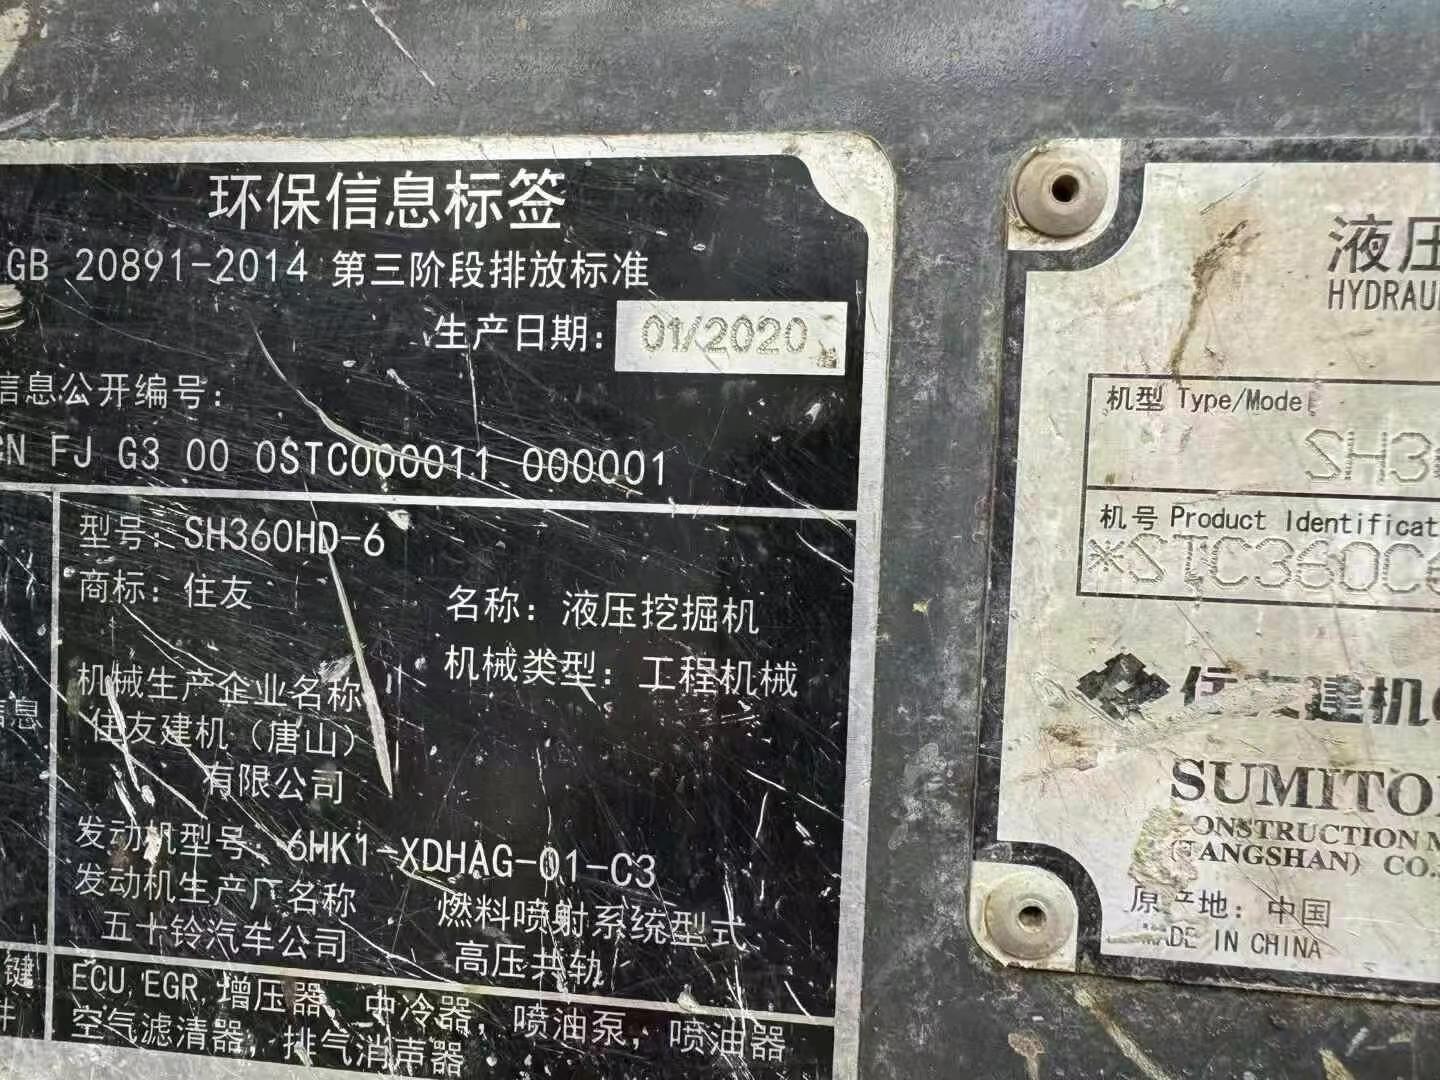 环保信息标签
GB 20891-2014 第三阶段排放标准
生产日期: 01/2020
信息公开编号:
CN FJ G3 00 0STC000011 000001
型号: SH360HD-6
商标: 住友
名称: 液压挖掘机
机械类型: 工程机械
机械生产企业名称
住友建机（唐山）
有限公司
信息
发动机型号: 6HK1-XDHAG-01-C3
发动机生产厂名称
五十铃汽车公司
燃料喷射系统型式
高压共轨
键
件
ECU, EGR, 增压器, 中冷器, 喷油泵, 喷油器
空气滤清器, 排气消声器
液压
HYDRAU
机型 Type/Model
SH3
机号 Product Identificat
*STC360C
住友建机
SUMITO
CONSTRUCTION M
(TANGSHAN) CO.
原产地: 中国
MADE IN CHINA